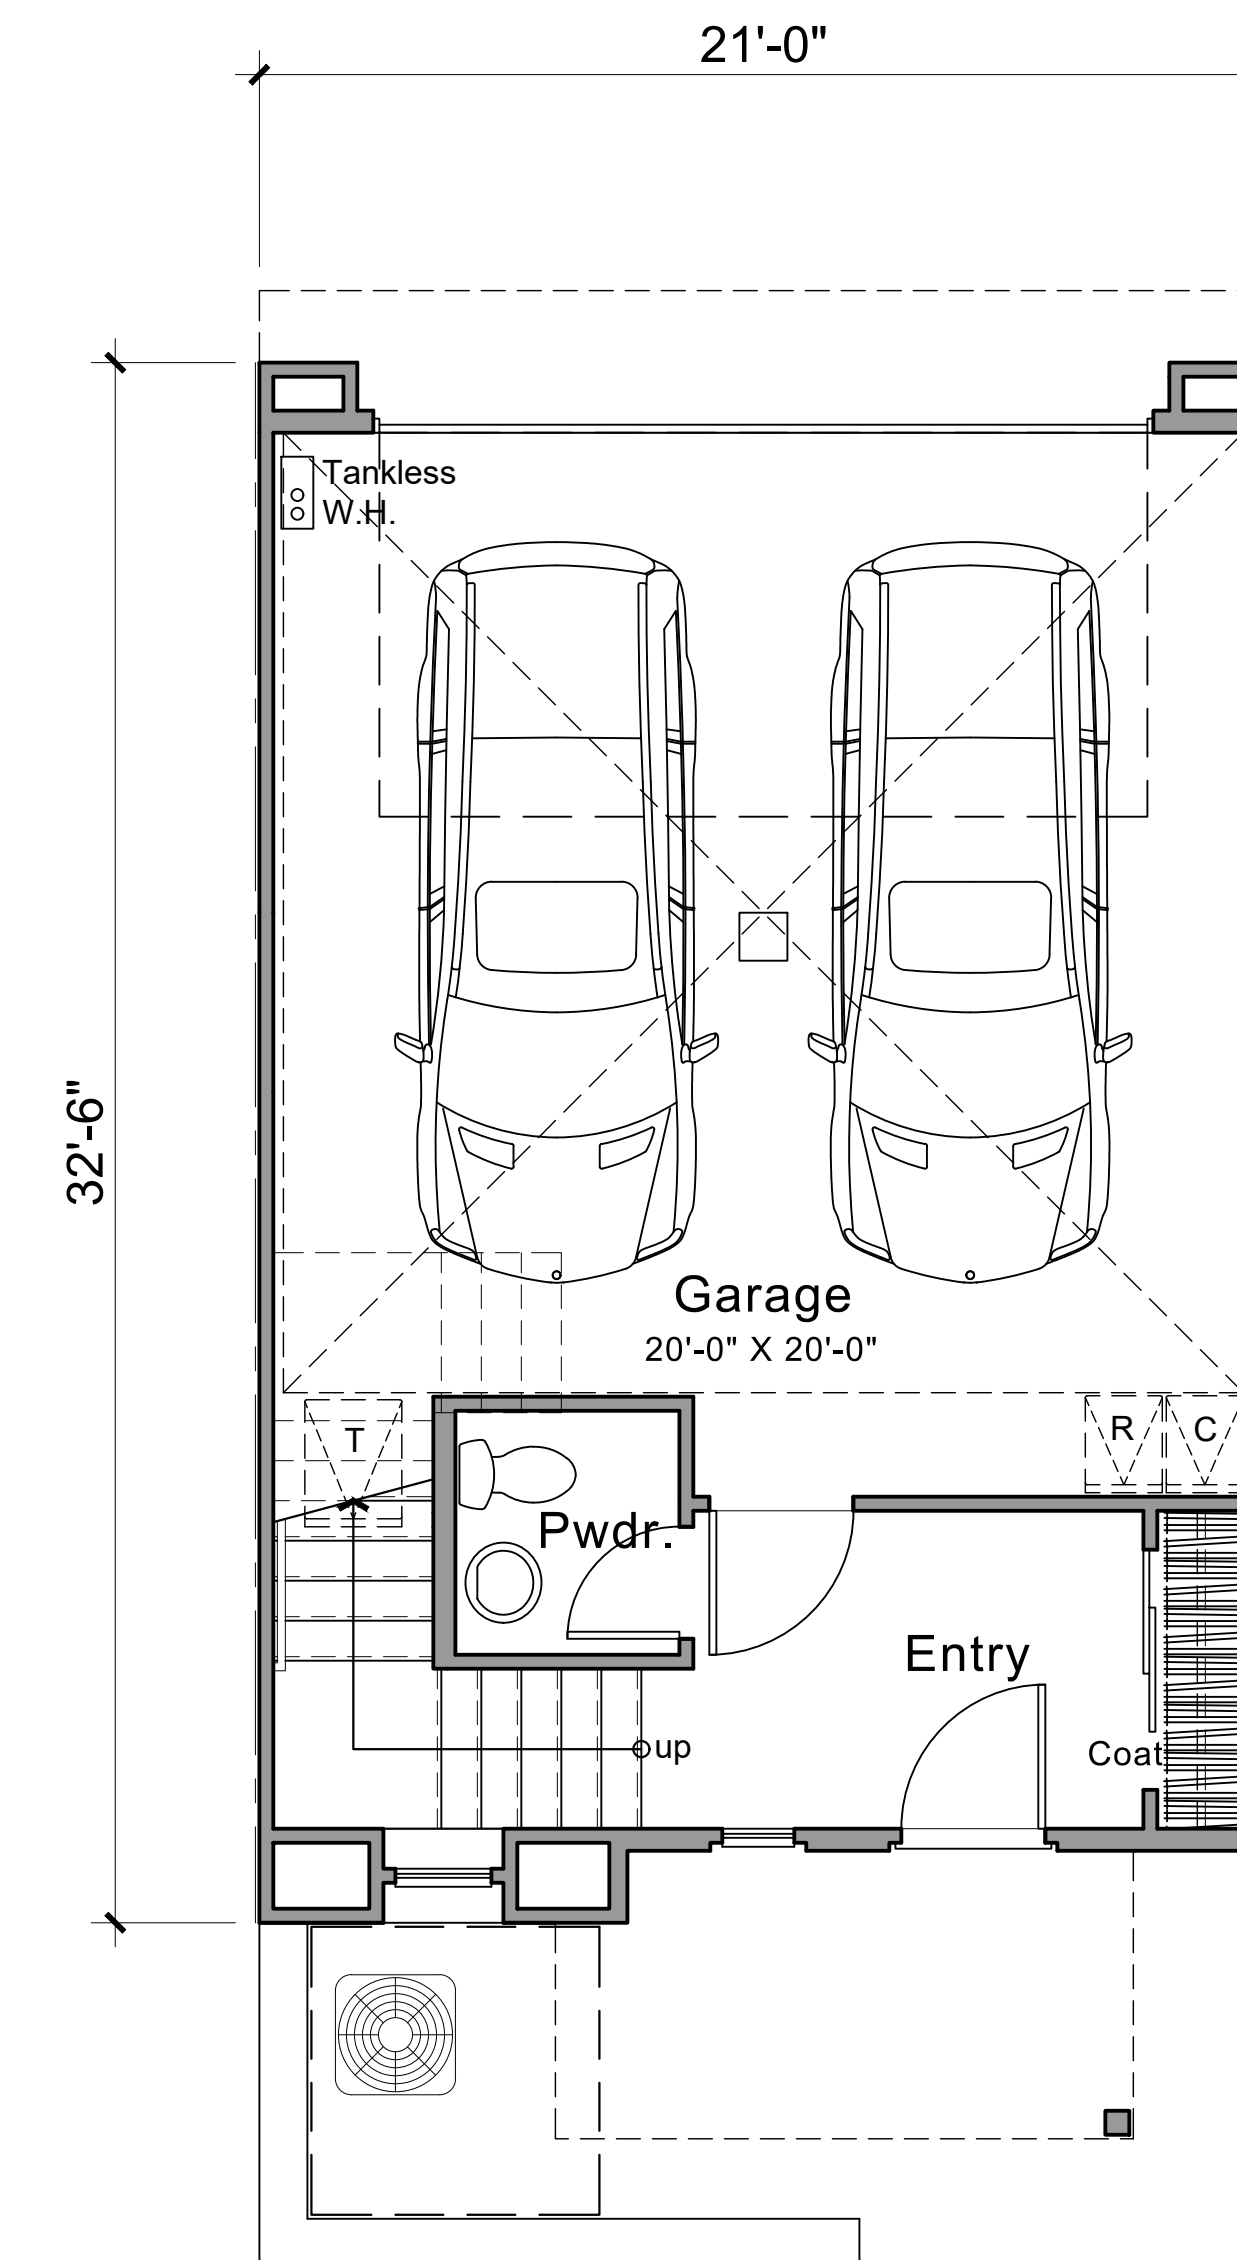 21'-0"
Tankless
W.H.
32'-6"
Garage
20'-0" X 20'-0"
T
R
C
Pwdr.
Entry
up
Coat